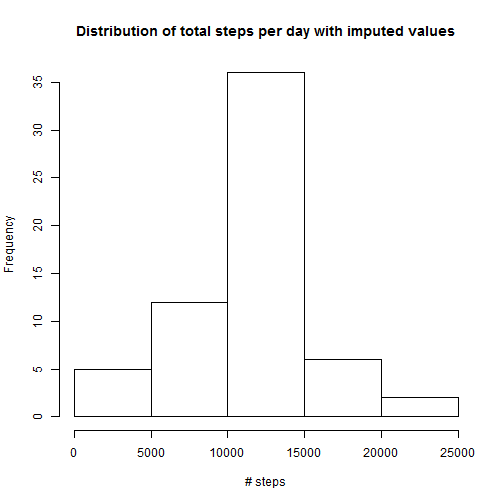 Distribution of total steps per day with imputed values
Frequency
35
30
25
20
15
10
5
0
0 5000 10000 15000 20000 25000
# steps